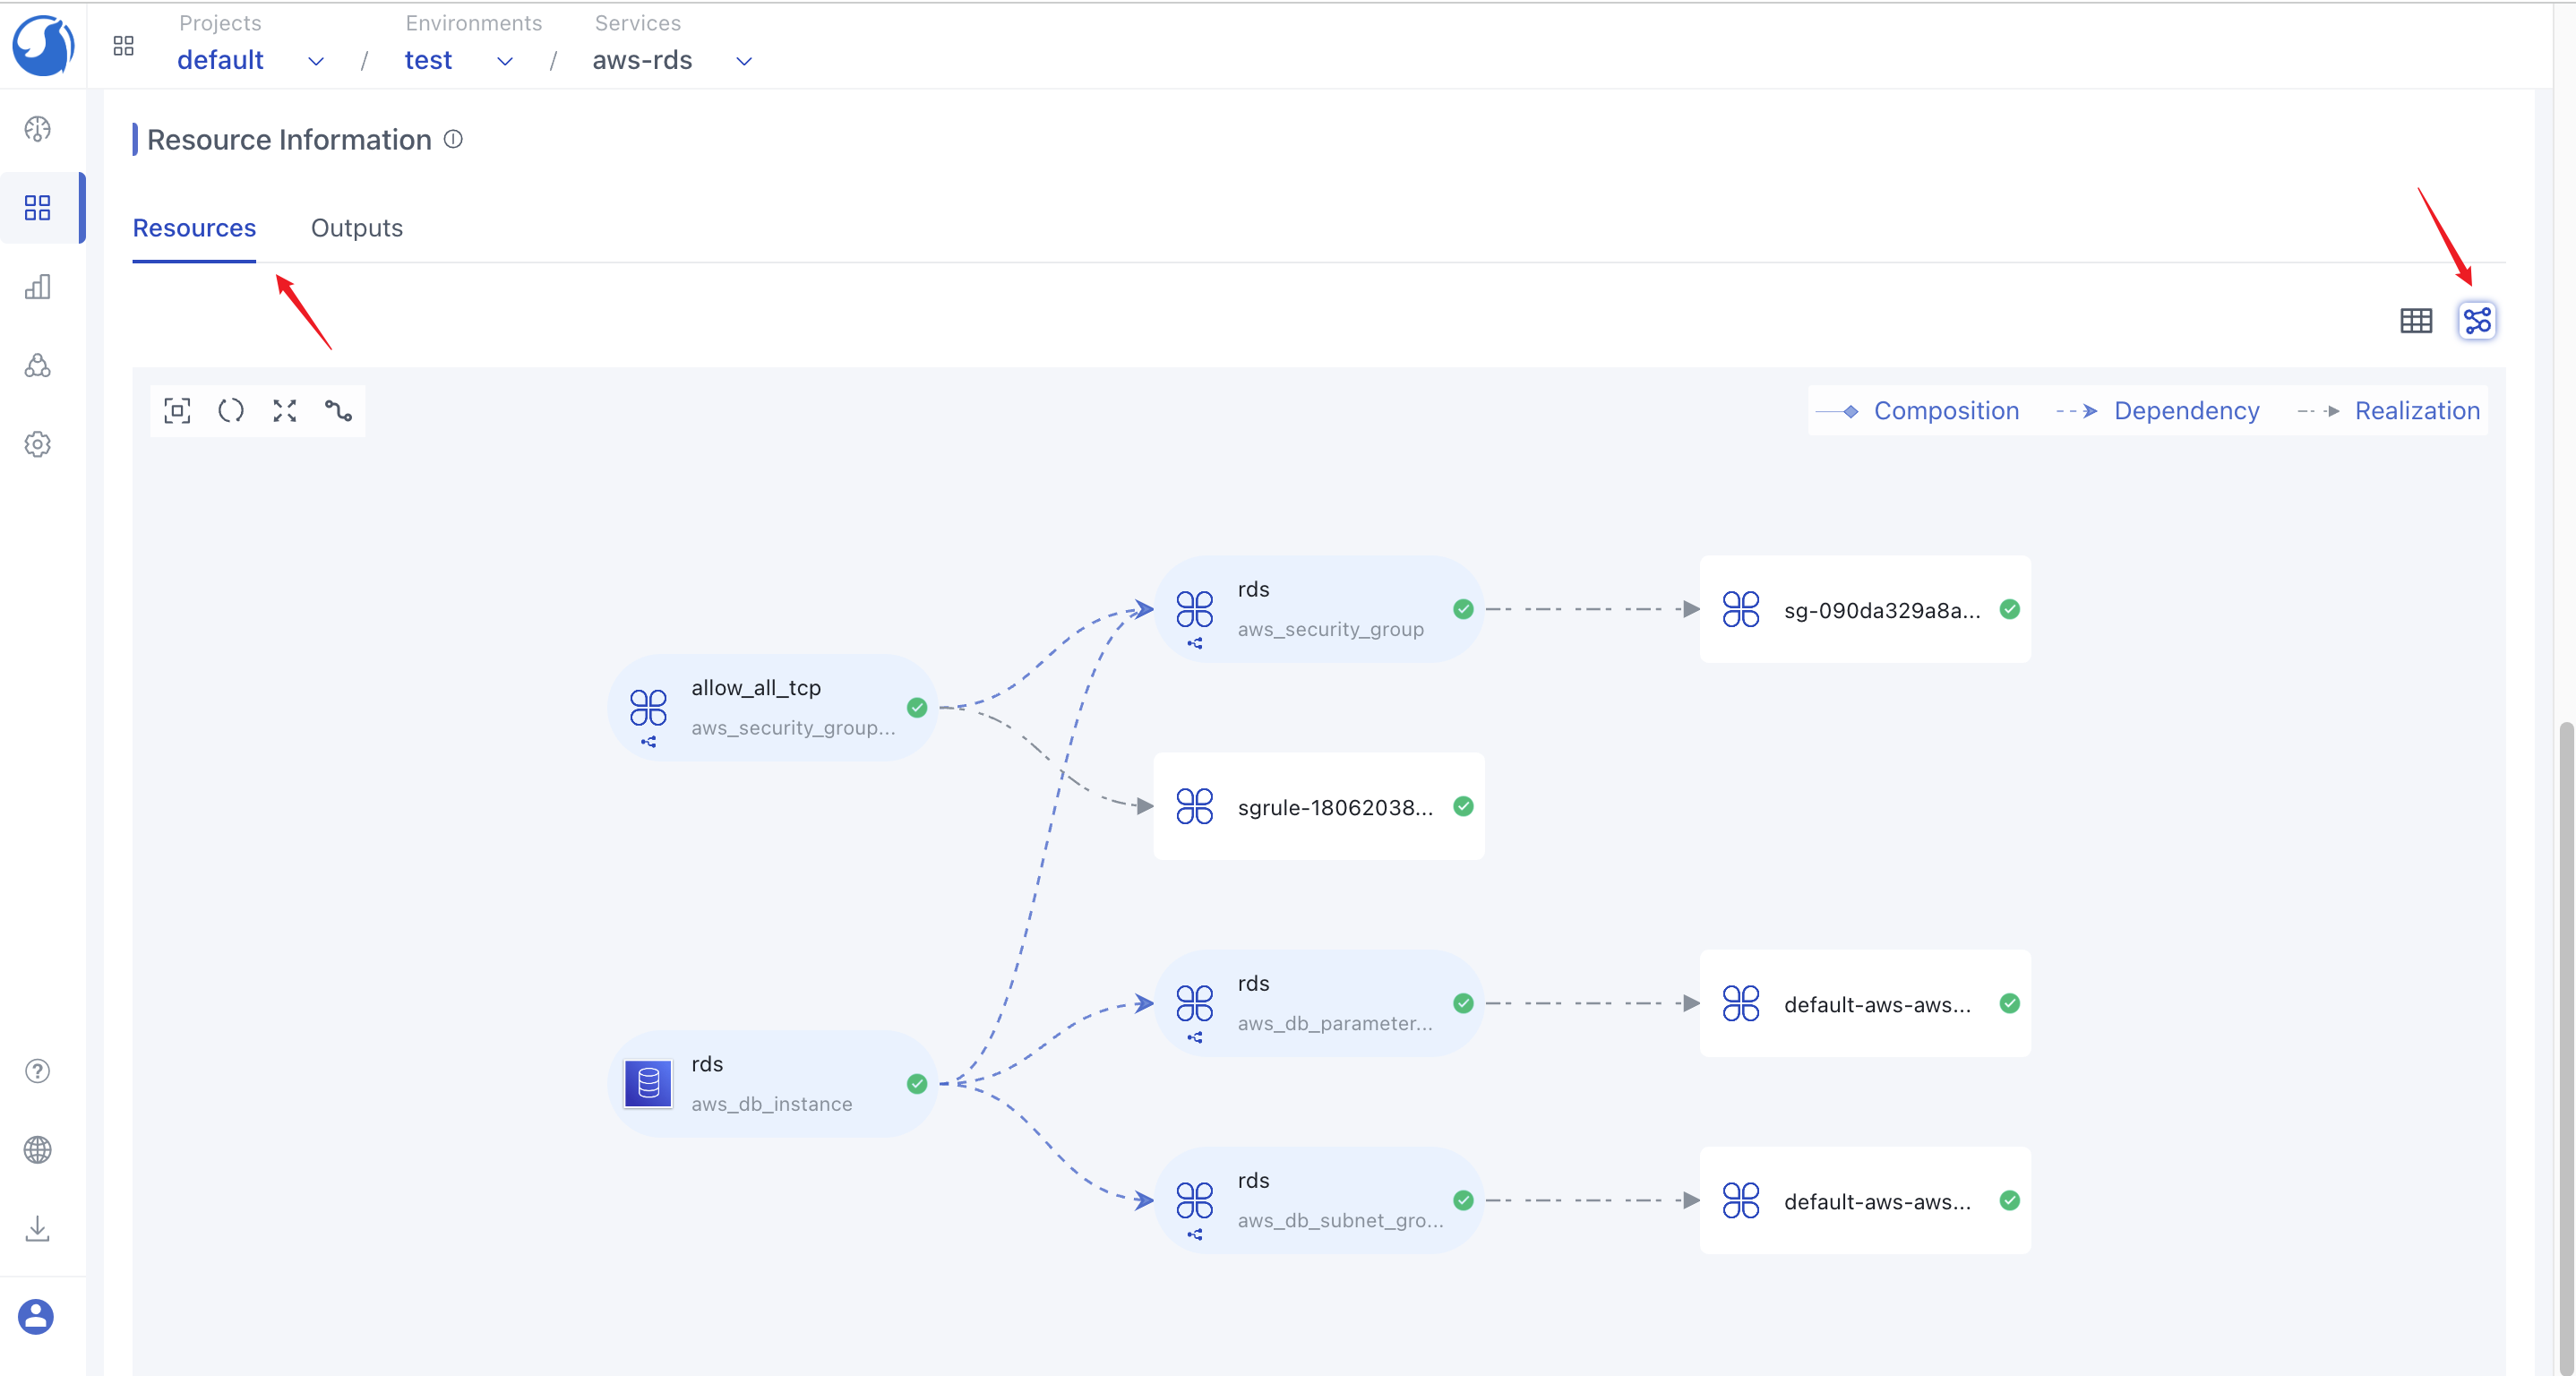 Projects
default
/
Environments
test
/
Services
aws-rds
Resource Information
Resources
Outputs
Composition
Dependency
Realization
rds
aws_security_group
sg-090da329a8a...
allow_all_tcp
aws_security_group...
sgrule-18062038...
rds
aws_db_parameter...
default-aws-aws...
rds
aws_db_instance
rds
aws_db_subnet_gro...
default-aws-aws...